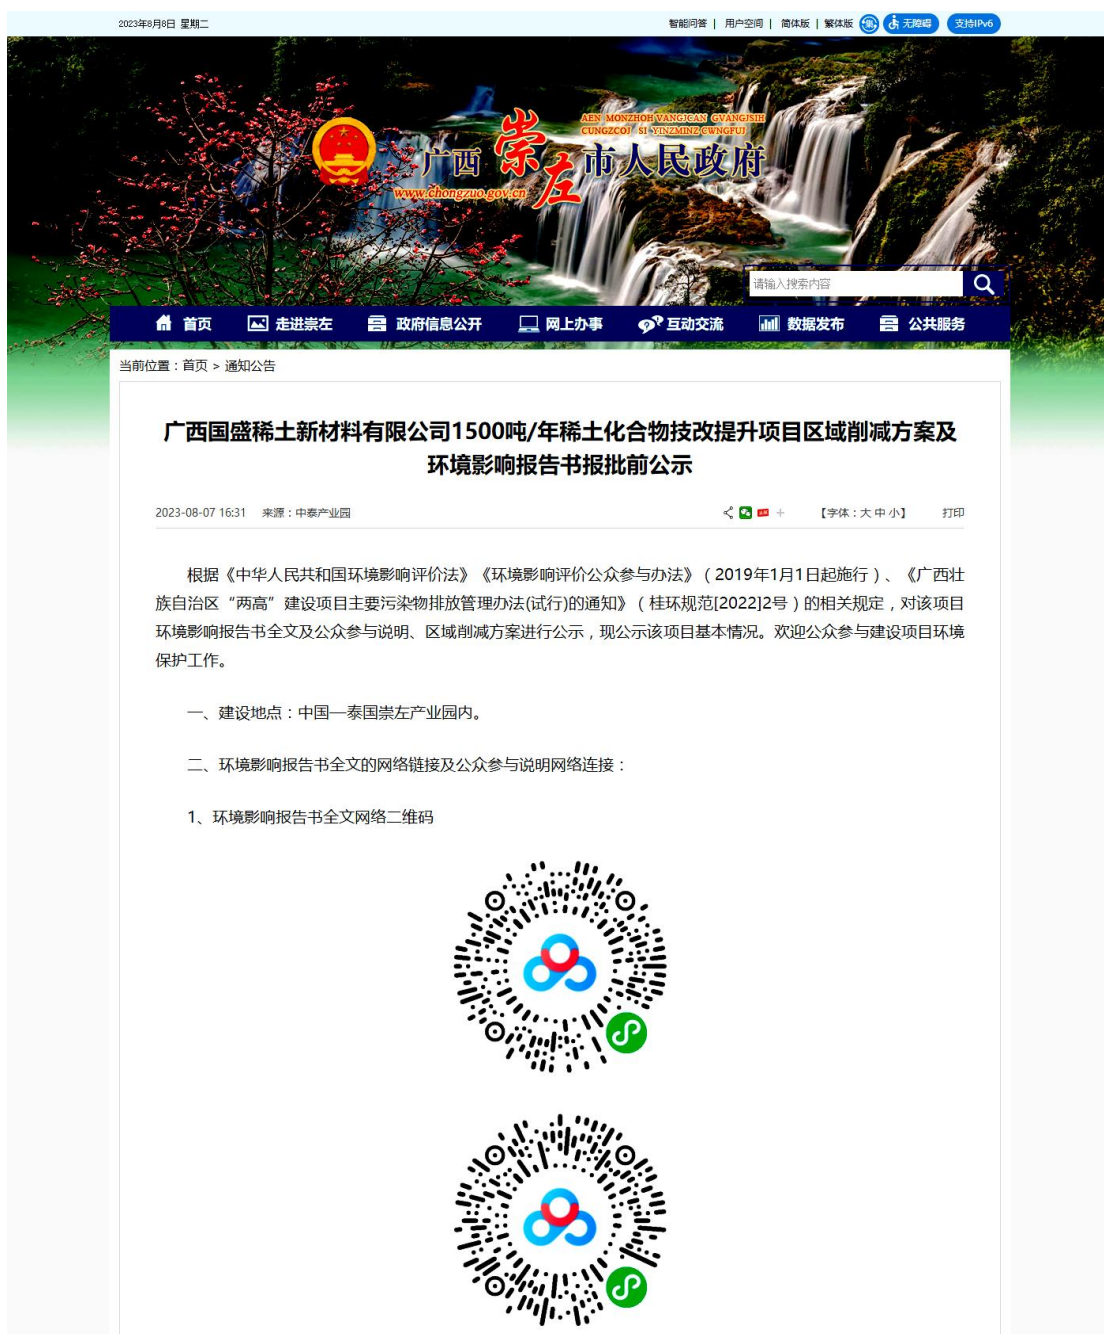 2023年8月8日 星期二
智能问答 | 用户空间 | 简体版 | 繁体版 无障碍 支持IPv6
AEN MONZHOH VANGJCAN GVANGJSIH
CUNGZCOJ SI YINZMINZ CWNGFUJ
广西 崇左 市人民政府
www.chongzuo.gov.cn
请输入搜索内容
首页 走进崇左 政府信息公开 网上办事 互动交流 数据发布 公共服务
当前位置：首页 > 通知公告
广西国盛稀土新材料有限公司1500吨/年稀土化合物技改提升项目区域削减方案及
环境影响报告书报批前公示
2023-08-07 16:31 来源：中泰产业园 【字体：大 中 小】 打印
根据《中华人民共和国环境影响评价法》《环境影响评价公众参与办法》（2019年1月1日起施行）、《广西壮
族自治区“两高”建设项目主要污染物排放管理办法(试行)的通知》（桂环规范[2022]2号）的相关规定，对该项目
环境影响报告书全文及公众参与说明、区域削减方案进行公示，现公示该项目基本情况。欢迎公众参与建设项目环境
保护工作。
一、建设地点：中国—泰国崇左产业园内。
二、环境影响报告书全文的网络链接及公众参与说明网络连接：
1、环境影响报告书全文网络二维码